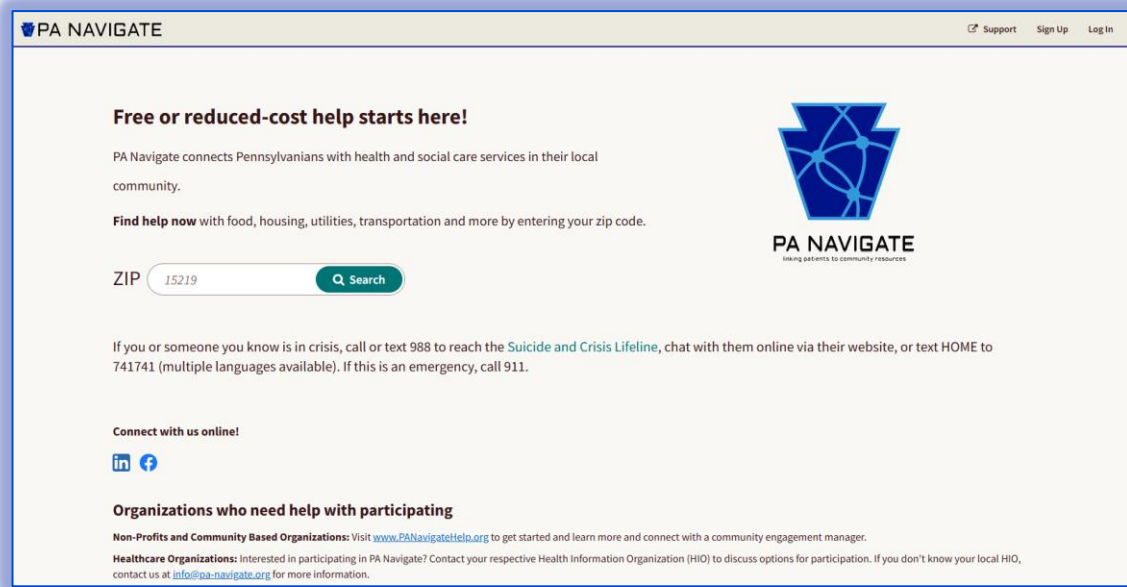 PA NAVIGATE
Support Sign Up Log In
Free or reduced-cost help starts here!
PA Navigate connects Pennsylvanians with health and social care services in their local
community.
Find help now with food, housing, utilities, transportation and more by entering your zip code.
PA NAVIGATE
linking patients to community resources
ZIP 15219 Search
If you or someone you know is in crisis, call or text 988 to reach the Suicide and Crisis Lifeline, chat with them online via their website, or text HOME to
741741 (multiple languages available). If this is an emergency, call 911.
Connect with us online!
in f
Organizations who need help with participating
Non-Profits and Community Based Organizations: Visit www.PANavigateHelp.org to get started and learn more and connect with a community engagement manager.
Healthcare Organizations: Interested in participating in PA Navigate? Contact your respective Health Information Organization (HIO) to discuss options for participation. If you don't know your local HIO,
contact us at info@pa-navigate.org for more information.